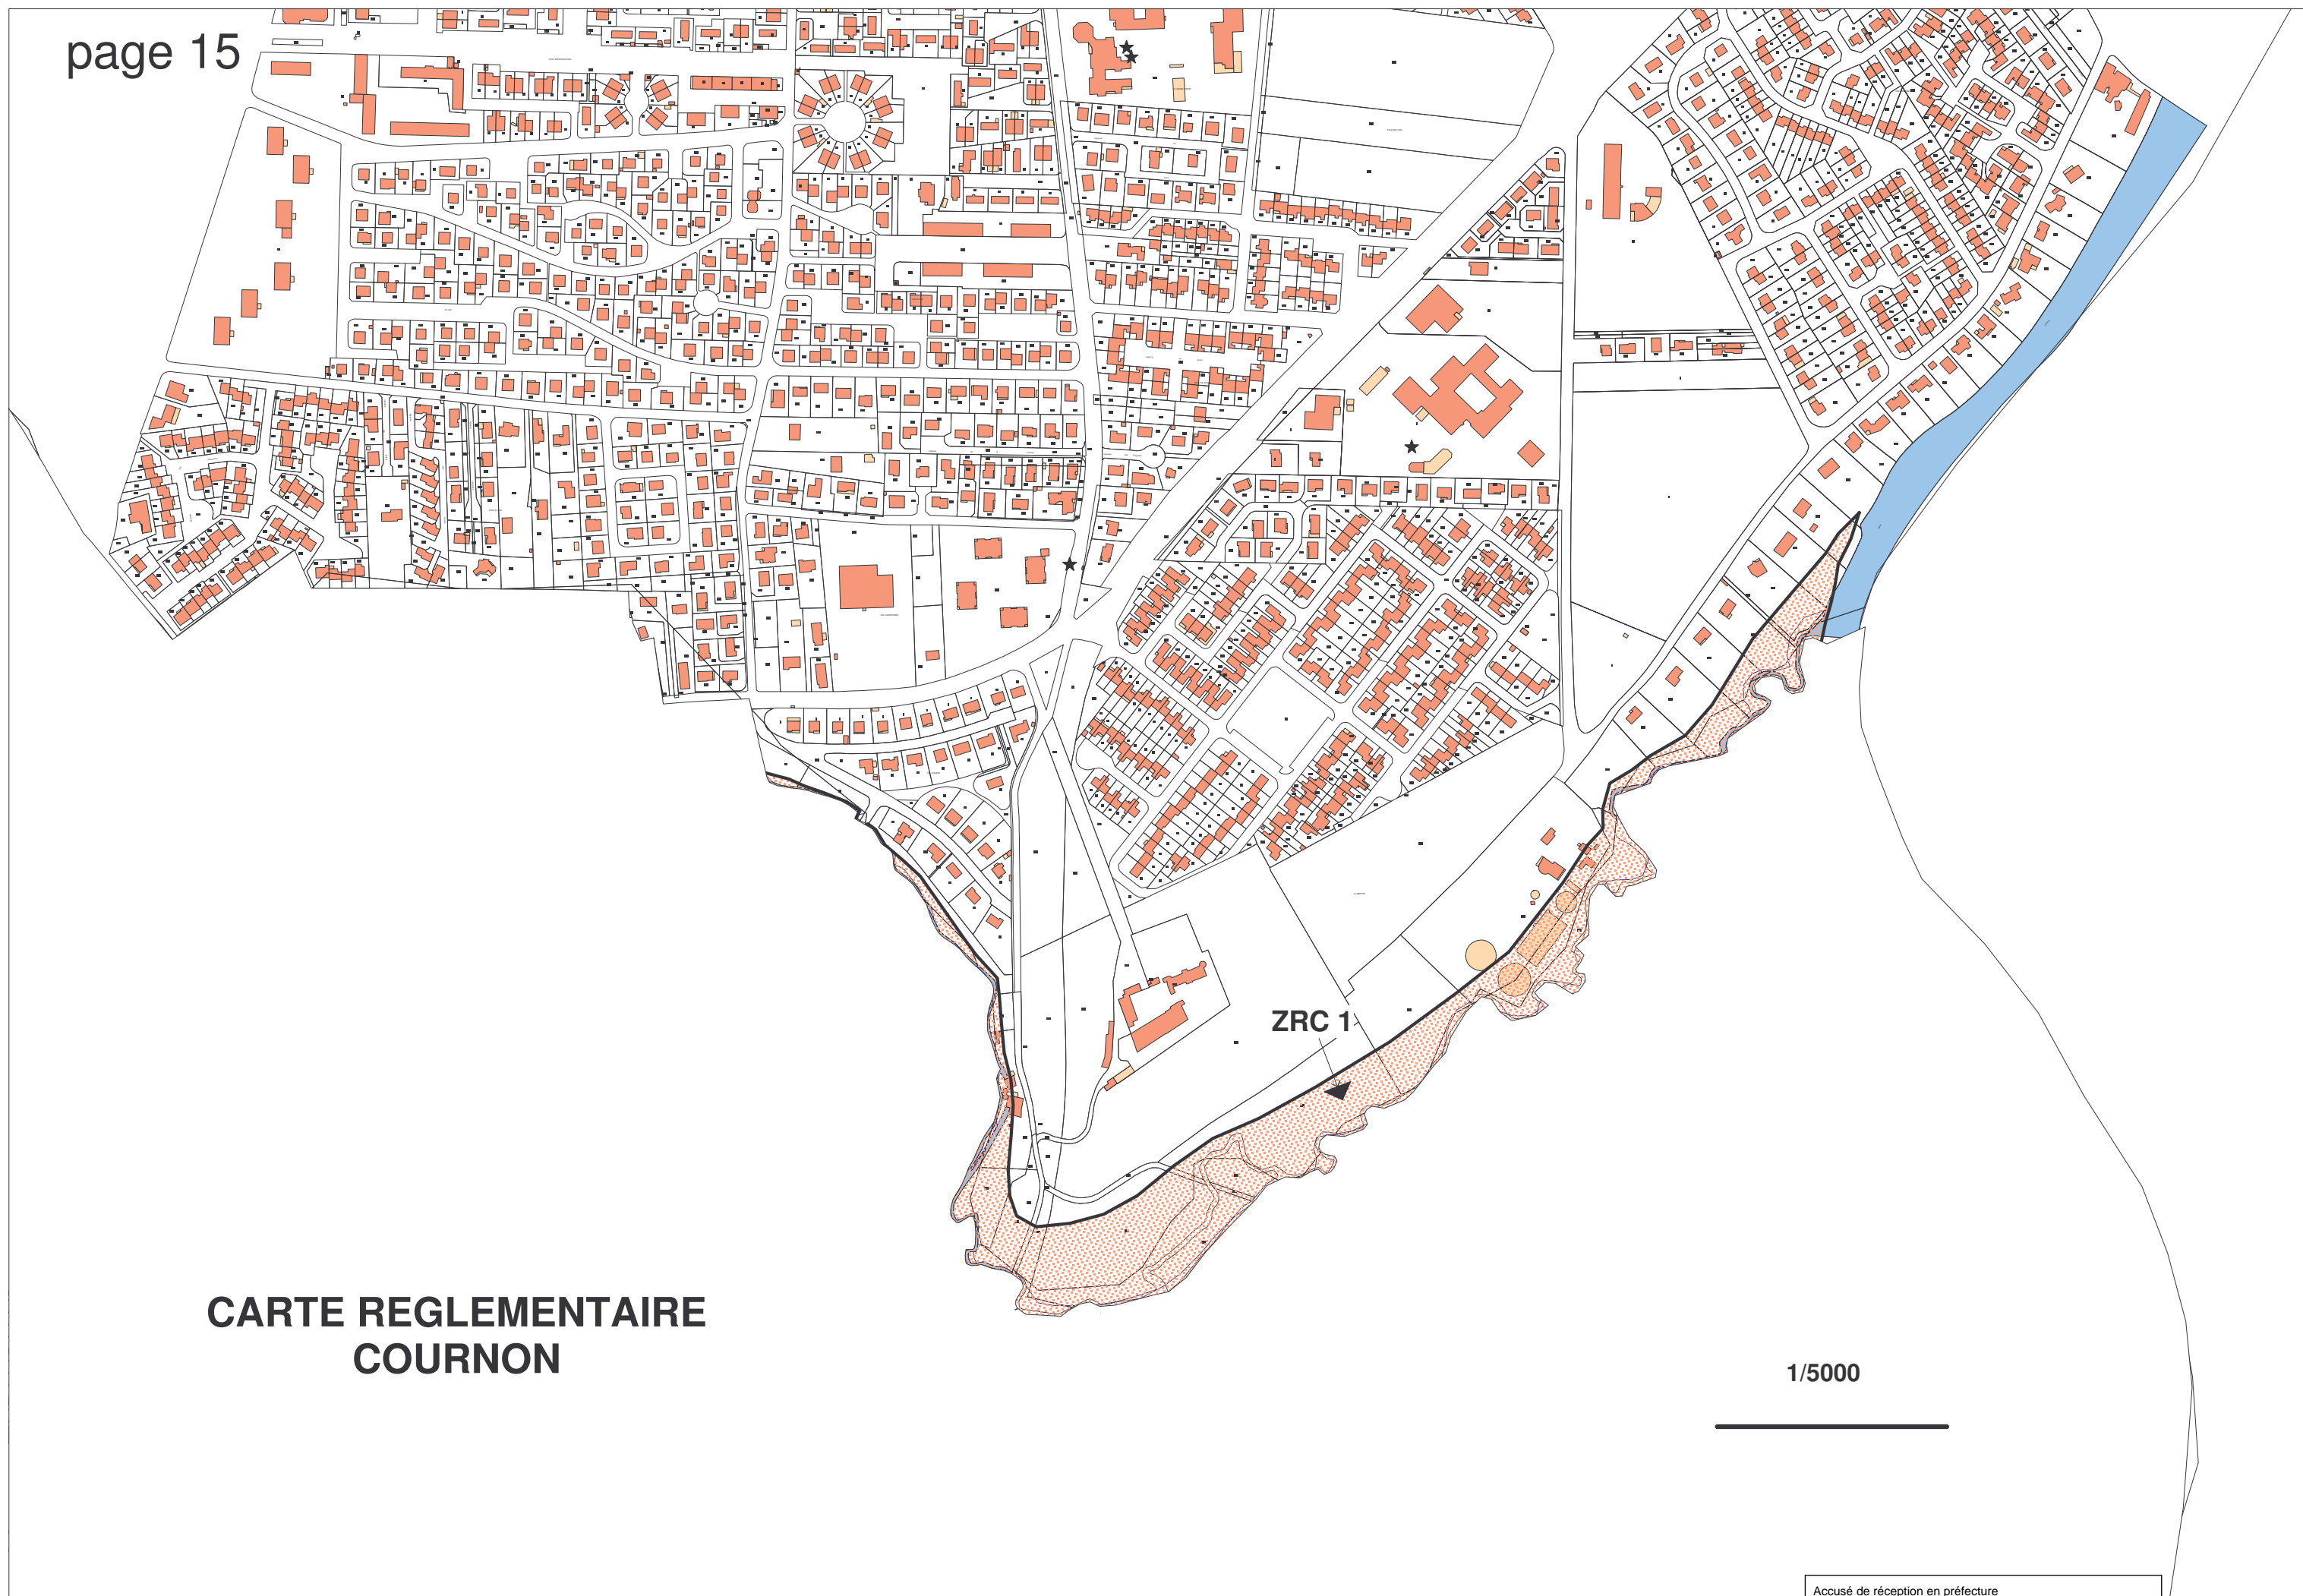 page 15
ZRC 1
CARTE REGLEMENTAIRE
COURNON
1/5000
Accusé de réception en préfecture